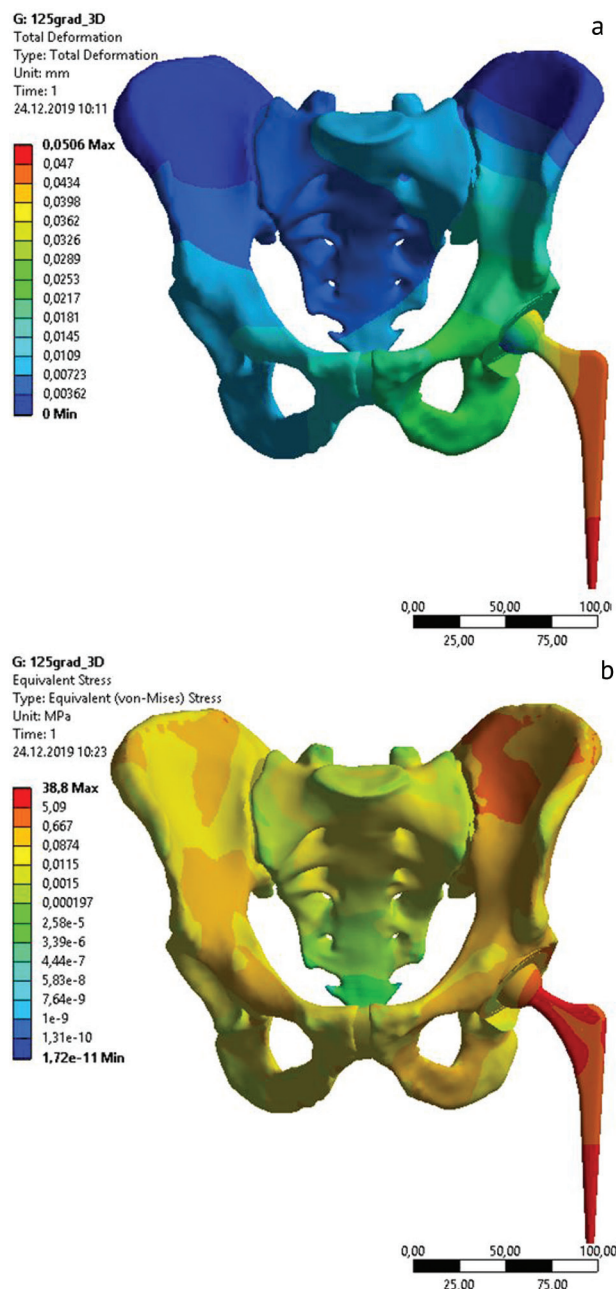 a
G: 125grad_3D
Total Deformation
Type: Total Deformation
Unit: mm
Time: 1
24.12.2019 10:11
0,0506 Max
0,047
0,0434
0,0398
0,0362
0,0326
0,0289
0,0253
0,0217
0,0181
0,0145
0,0109
0,00723
0,00362
0 Min
0,00 50,00 100,0
25,00 75,00
b
G: 125grad_3D
Equivalent Stress
Type: Equivalent (von-Mises) Stress
Unit: MPa
Time: 1
24.12.2019 10:23
38,8 Max
5,09
0,667
0,0874
0,0115
0,0015
0,000197
2,58e-5
3,39e-6
4,44e-7
5,83e-8
7,64e-9
1e-9
1,31e-10
1,72e-11 Min
0,00 50,00 100,00
25,00 75,00